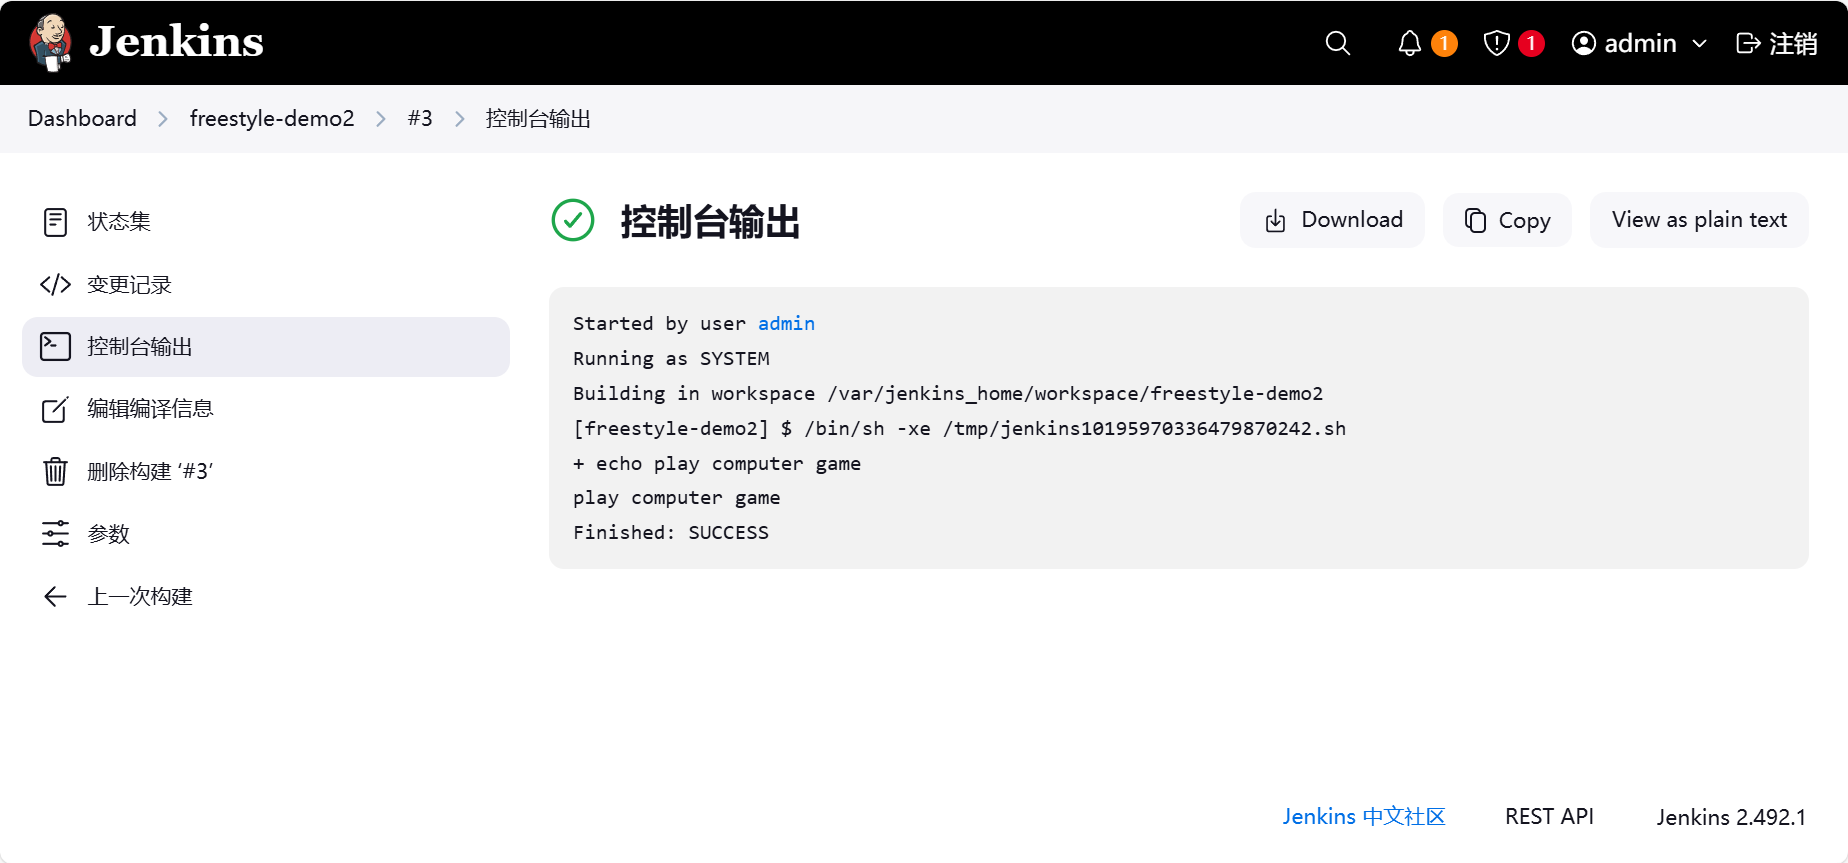 Jenkins
1
1
admin
注销
Dashboard
freestyle-demo2
#3
控制台输出
状态集
变更记录
控制台输出
编辑编译信息
删除构建 ‘#3’
参数
上一次构建
控制台输出
Download
Copy
View as plain text
Started by user admin
Running as SYSTEM
Building in workspace /var/jenkins_home/workspace/freestyle-demo2
[freestyle-demo2] $ /bin/sh -xe /tmp/jenkins10195970336479870242.sh
+ echo play computer game
play computer game
Finished: SUCCESS
Jenkins 中文社区
REST API
Jenkins 2.492.1